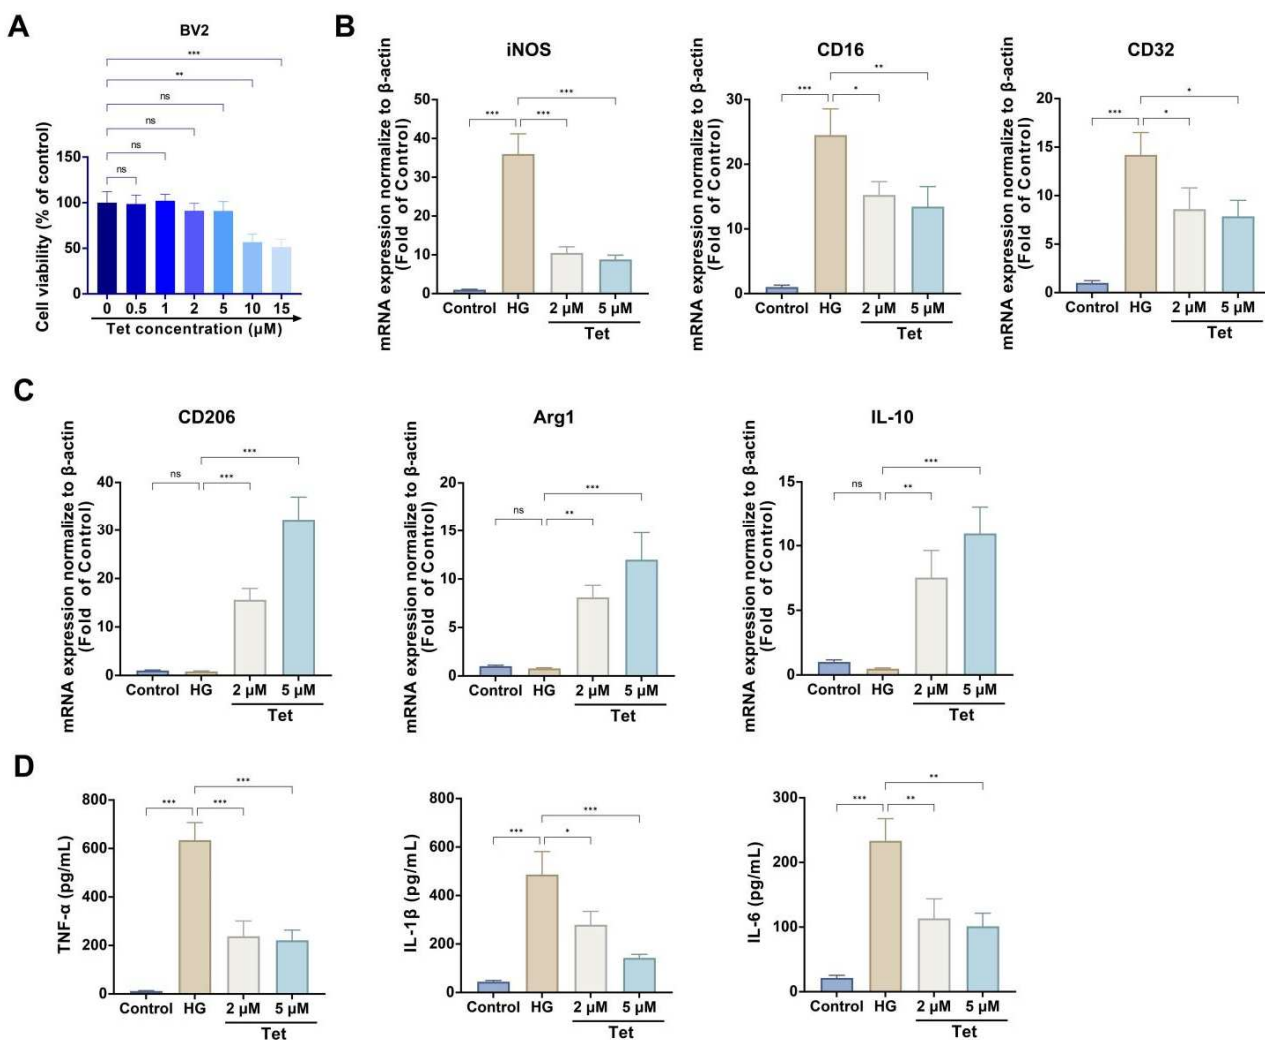 A
BV2
***
**
ns
ns
ns
ns
Cell viability (% of control)
150
100
50
0
0 0.5 1 2 5 10 15
Tet concentration (μM)
B
iNOS
mRNA expression normalize to β-actin
(Fold of Control)
***
*** ***
50
40
30
20
10
0
Control HG 2 μM 5 μM
Tet
CD16
mRNA expression normalize to β-actin
(Fold of Control)
**
*** *
30
20
10
0
Control HG 2 μM 5 μM
Tet
CD32
mRNA expression normalize to β-actin
(Fold of Control)
*
*** *
20
15
10
5
0
Control HG 2 μM 5 μM
Tet
C
CD206
mRNA expression normalize to β-actin
(Fold of Control)
***
ns ***
40
30
20
10
0
Control HG 2 μM 5 μM
Tet
Arg1
mRNA expression normalize to β-actin
(Fold of Control)
***
ns **
20
15
10
5
0
Control HG 2 μM 5 μM
Tet
IL-10
mRNA expression normalize to β-actin
(Fold of Control)
***
ns **
15
10
5
0
Control HG 2 μM 5 μM
Tet
D
TNF-α (pg/mL)
***
*** ***
800
600
400
200
0
Control HG 2 μM 5 μM
Tet
IL-1β (pg/mL)
***
*** *
800
600
400
200
0
Control HG 2 μM 5 μM
Tet
IL-6 (pg/mL)
**
*** **
300
200
100
0
Control HG 2 μM 5 μM
Tet